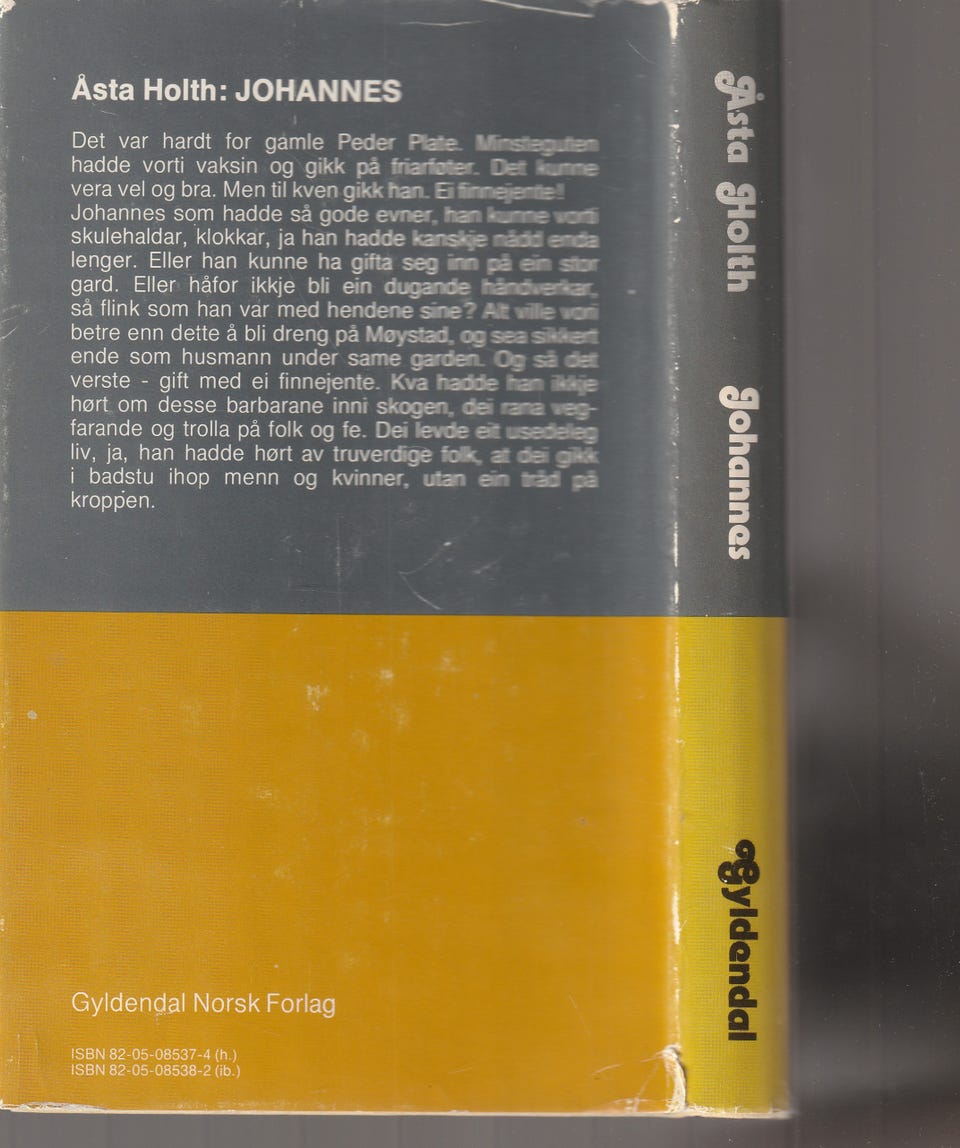 Åsta Holth: JOHANNES
Det var hardt for gamle Peder Plate. Minsteguten
hadde vorti vaksin og gikk på friarføter. Det kunne
vera vel og bra. Men til kven gikk han. Ei finnejente!
Johannes som hadde så gode evner, han kunne vorti
skulehaldar, klokkar, ja han hadde kanskje nådd enda
lenger. Eller han kunne ha gifta seg inn på ein stor
gard. Eller håfor ikkje bli ein dugande håndverkar,
så flink som han var med hendene sine? Alt ville vori
betre enn dette å bli dreng på Møystad, og sea sikkert
ende som husmann under same garden. Og så det
verste - gift med ei finnejente. Kva hadde han ikkje
hørt om desse barbarane inni skogen, dei rana veg-
farande og trolla på folk og fe. Dei levde eit usedeleg
liv, ja, han hadde hørt av truverdige folk, at dei gikk
i badstu ihop menn og kvinner, utan ein tråd på
kroppen.
Gyldendal Norsk Forlag
ISBN 82-05-08537-4 (h.)
ISBN 82-05-08538-2 (ib.)
Åsta Holth Johannes Gyldendal